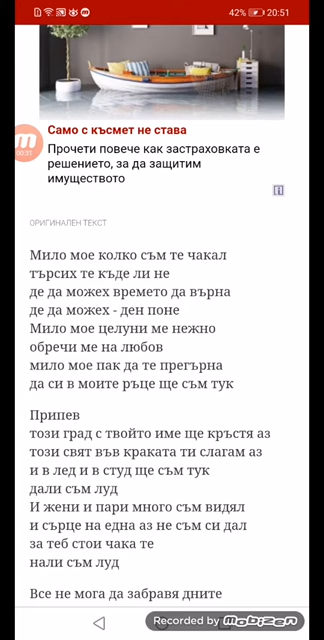 42% 20:51
Само с късмет не става
Прочети повече как застраховката е
решението, за да защитим
имуществото
00:31
ОРИГИНАЛЕН ТЕКСТ
Мило мое колко съм те чакал
търсих те къде ли не
де да можех времето да върна
де да можех - ден поне
Мило мое целуни ме нежно
обречи ме на любов
мило мое пак да те прегърна
да си в моите ръце ще съм тук
Припев
този град с твойто име ще кръстя аз
този свят във краката ти слагам аз
и в лед и в студ ще съм тук
дали съм луд
И жени и пари много съм видял
и сърце на една аз не съм си дал
за теб стои чака те
нали съм луд
Все не мога да забравя дните
Recorded by mobizen